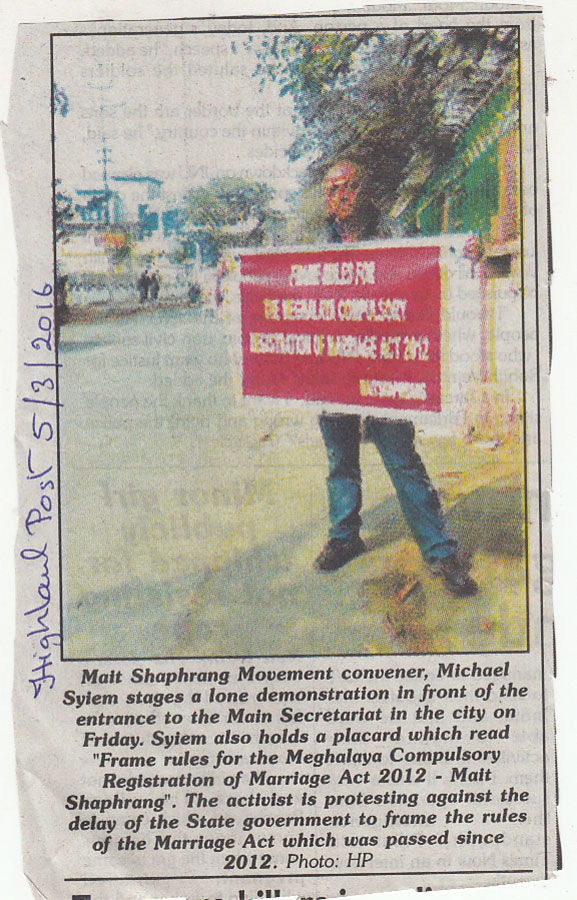 Highland Post 5/3/2016
FRAME RULES FOR
THE MEGHALAYA COMPULSORY
REGISTRATION OF MARRIAGE ACT 2012
MAITSHAPHRANG
Mait Shaphrang Movement convener, Michael
Syiem stages a lone demonstration in front of the
entrance to the Main Secretariat in the city on
Friday. Syiem also holds a placard which read
"Frame rules for the Meghalaya Compulsory
Registration of Marriage Act 2012 - Mait
Shaphrang". The activist is protesting against the
delay of the State government to frame the rules
of the Marriage Act which was passed since
2012. Photo: HP